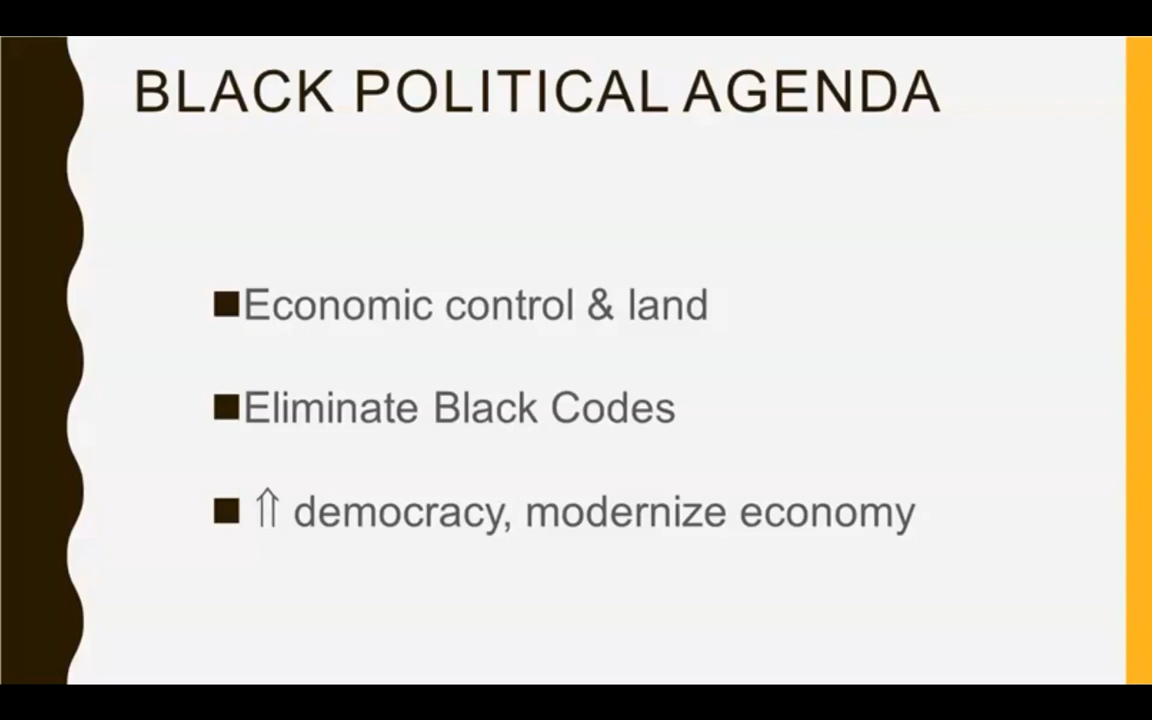 BLACK POLITICAL AGENDA
■Economic control & land
■Eliminate Black Codes
■ ⇑ democracy, modernize economy